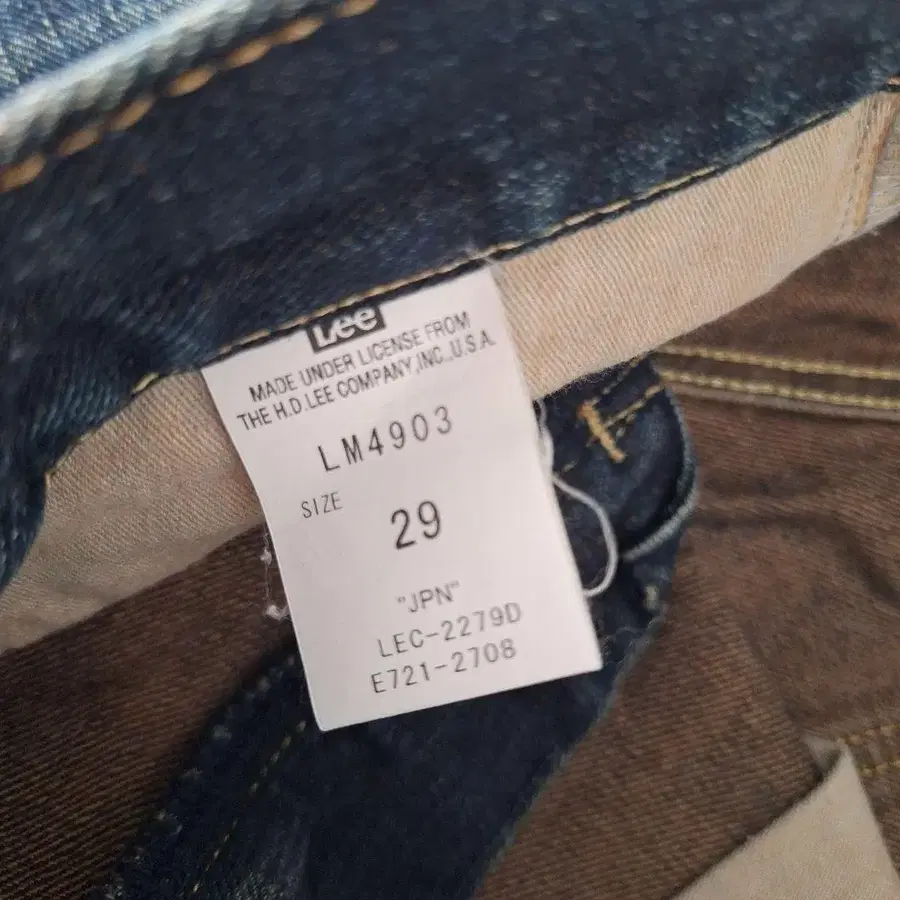 Lee
MADE UNDER LICENSE FROM
THE H.D.LEE COMPANY,INC.,U.S.A.
LM4903
SIZE
29
"JPN"
LEC-2279D
E721-2708